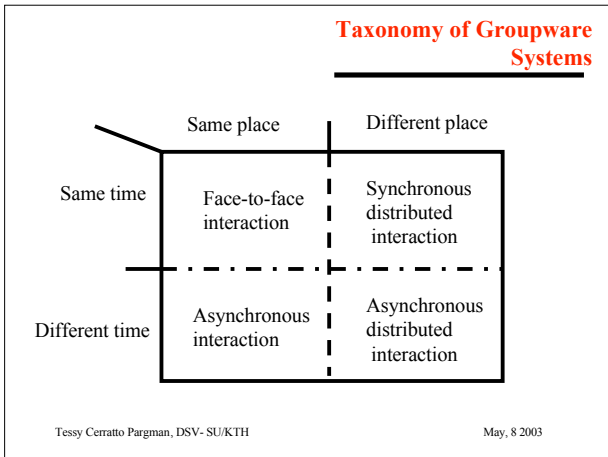 Taxonomy of Groupware
Systems
Same place
Different place
Same time
Face-to-face
interaction
Synchronous
distributed
interaction
Different time
Asynchronous
interaction
Asynchronous
distributed
interaction
Tessy Cerratto Pargman, DSV- SU/KTH
May, 8 2003